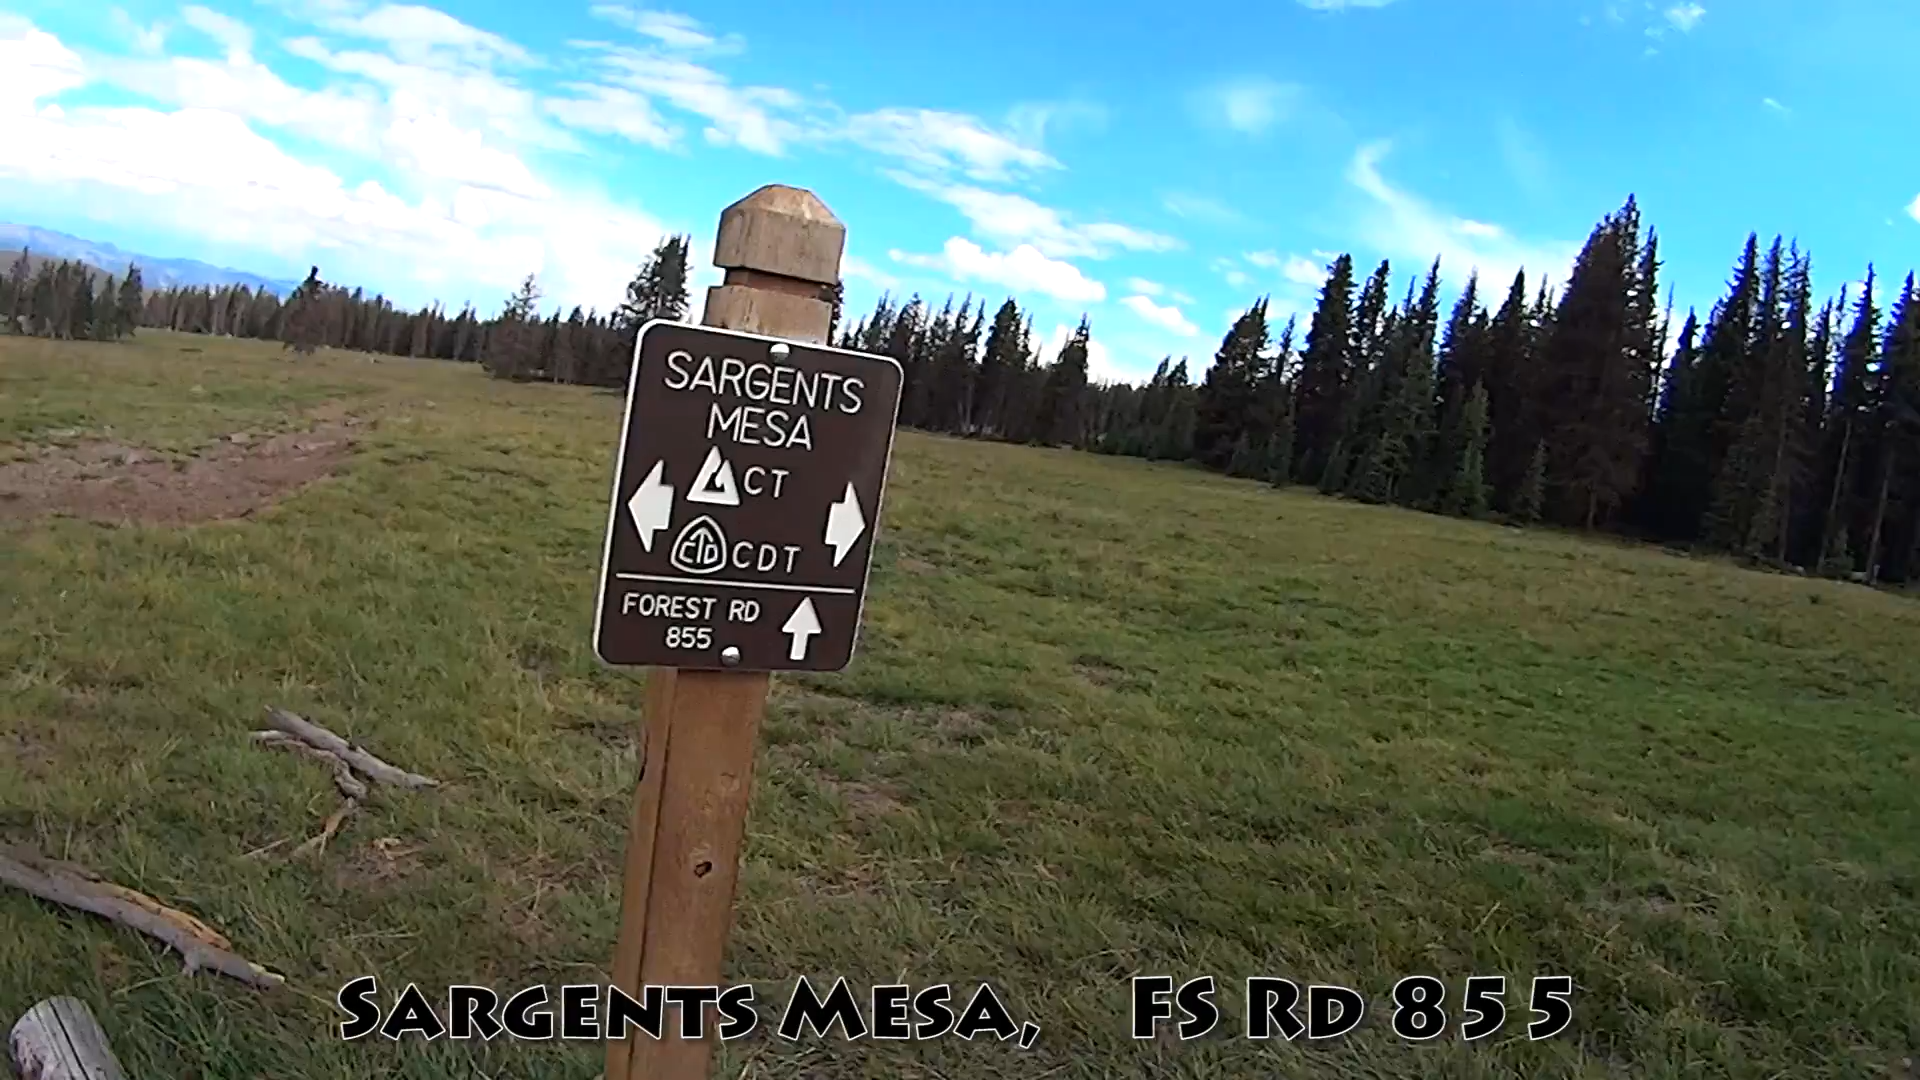 SARGENTS
MESA
CT
CTD CDT
FOREST RD
855
SARGENTS MESA, FS RD 855